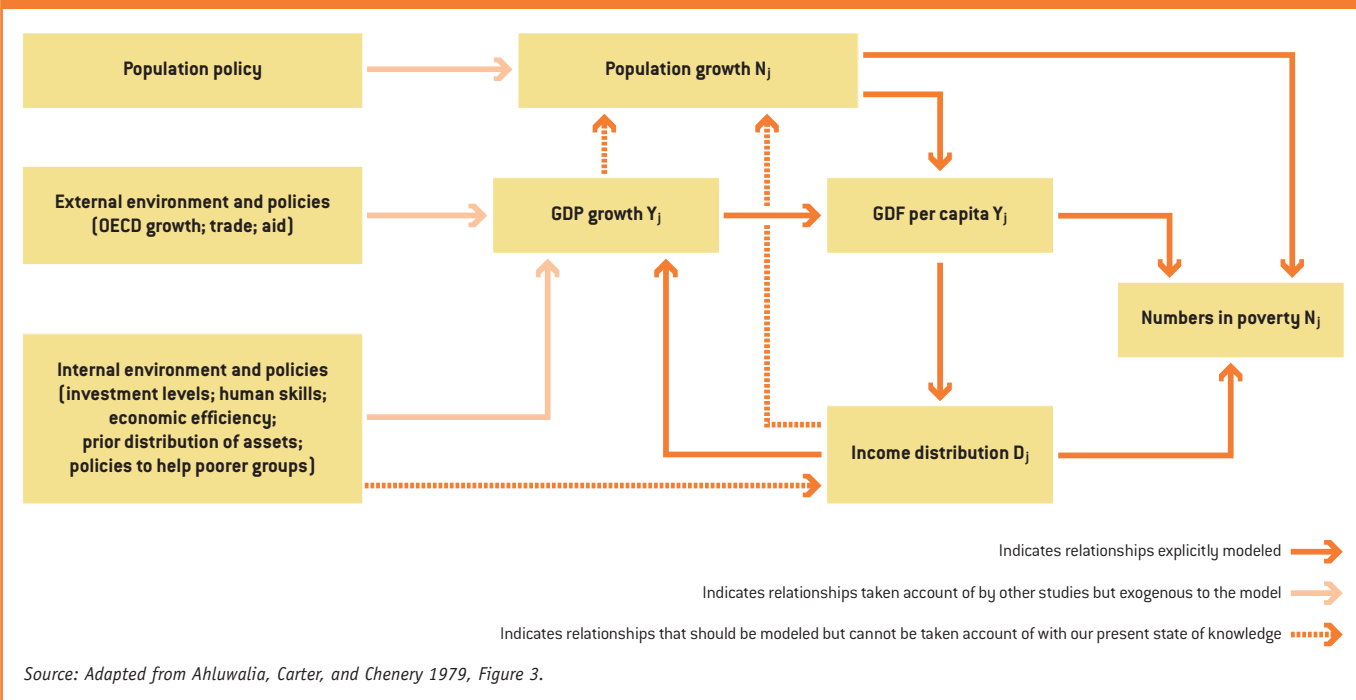 Population policy
Population growth Nj
External environment and policies
(OECD growth; trade; aid)
GDP growth Yj
GDF per capita Yj
Numbers in poverty Nj
Internal environment and policies
(investment levels; human skills;
economic efficiency;
prior distribution of assets;
policies to help poorer groups)
Income distribution Dj
Indicates relationships explicitly modeled
Indicates relationships taken account of by other studies but exogenous to the model
Indicates relationships that should be modeled but cannot be taken account of with our present state of knowledge
Source: Adapted from Ahluwalia, Carter, and Chenery 1979, Figure 3.